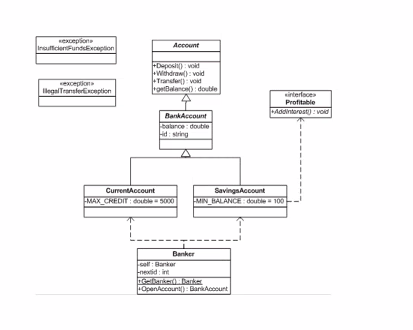 «exception»
InsufficientFundsException
«exception»
IllegalTransferException
Account
+Deposit() : void
+Withdraw() : void
+Transfer() : void
+getBalance() : double
«interface»
Profitable
+AddInterest() : void
BankAccount
-balance : double
-id : string
CurrentAccount
-MAX_CREDIT : double = 5000
SavingsAccount
-MIN_BALANCE : double = 100
Banker
-self : Banker
-nextid : int
+GetBanker() : Banker
+OpenAccount() : BankAccount